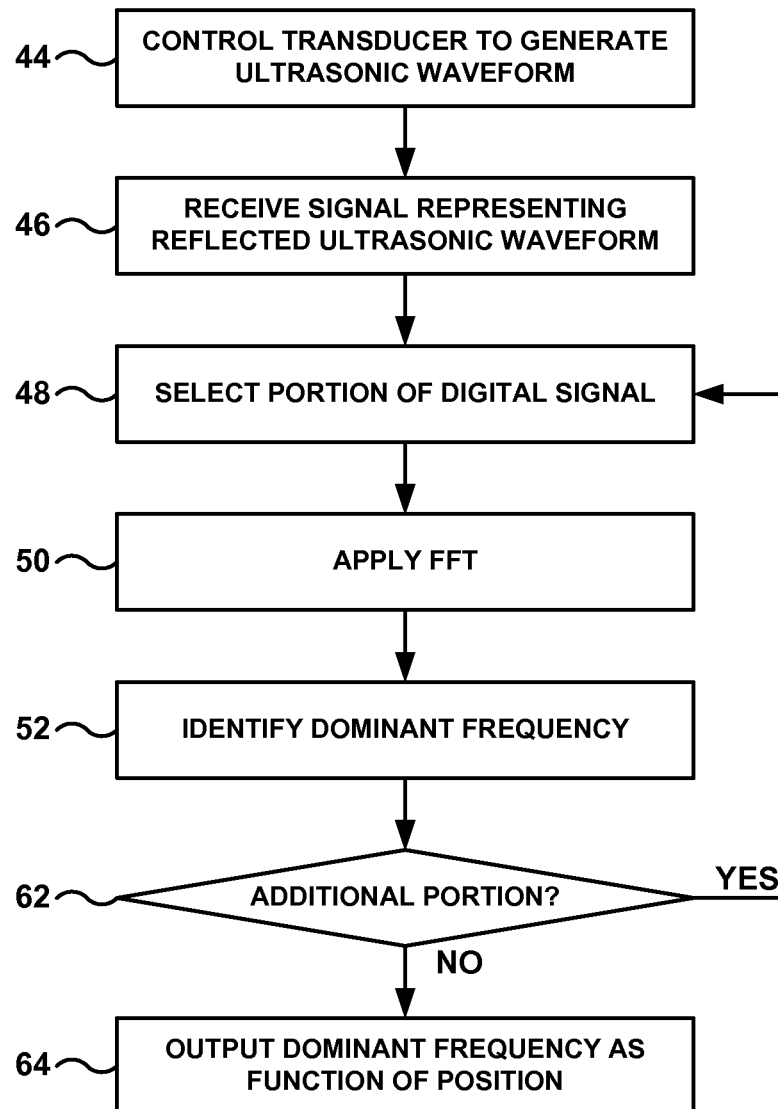 44
CONTROL TRANSDUCER TO GENERATE
ULTRASONIC WAVEFORM
46
RECEIVE SIGNAL REPRESENTING
REFLECTED ULTRASONIC WAVEFORM
48
SELECT PORTION OF DIGITAL SIGNAL
50
APPLY FFT
52
IDENTIFY DOMINANT FREQUENCY
62
ADDITIONAL PORTION?
YES
NO
64
OUTPUT DOMINANT FREQUENCY AS
FUNCTION OF POSITION